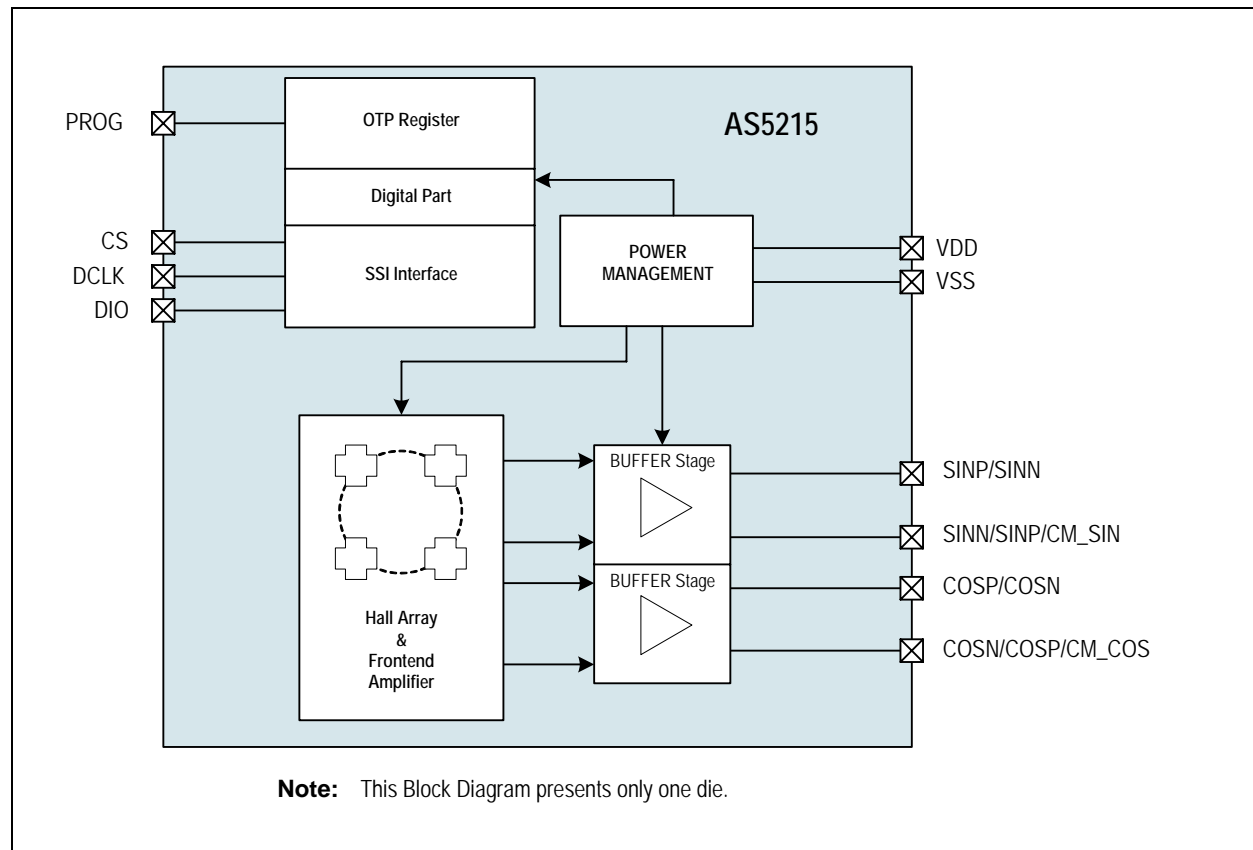 AS5215
PROG
OTP Register
Digital Part
CS
DCLK
DIO
SSI Interface
POWER
MANAGEMENT
VDD
VSS
Hall Array
&
Frontend
Amplifier
BUFFER Stage
BUFFER Stage
SINP/SINN
SINN/SINP/CM_SIN
COSP/COSN
COSN/COSP/CM_COS
Note: This Block Diagram presents only one die.